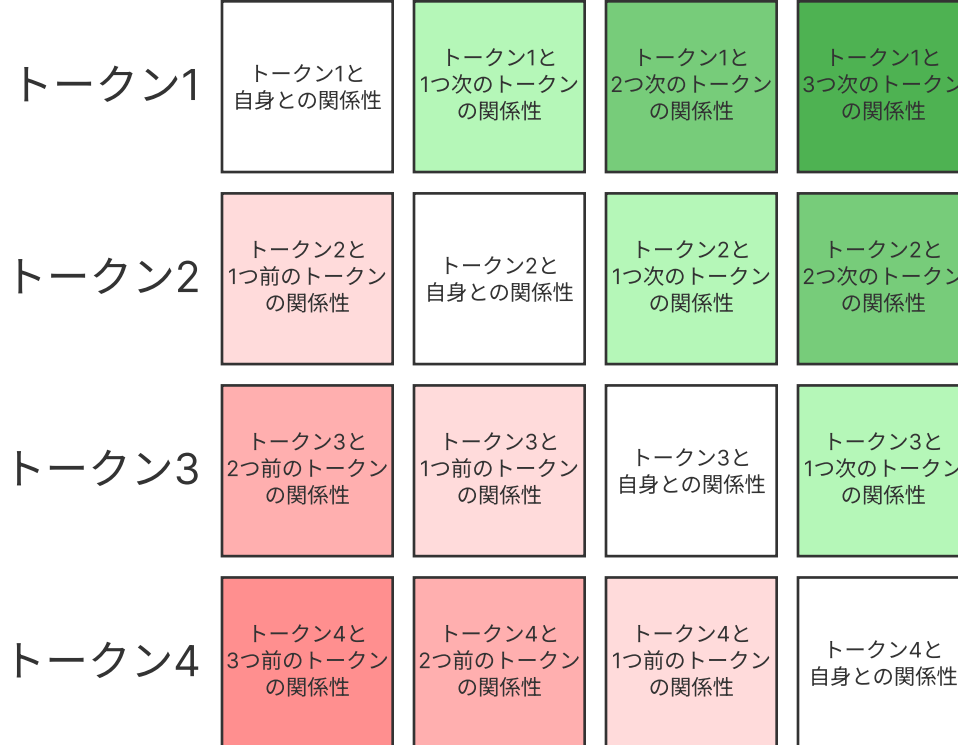 トークン1
トークン1と
自身との関係性
トークン1と
1つ次のトークン
の関係性
トークン1と
2つ次のトークン
の関係性
トークン1と
3つ次のトークン
の関係性
トークン2
トークン2と
1つ前のトークン
の関係性
トークン2と
自身との関係性
トークン2と
1つ次のトークン
の関係性
トークン2と
2つ次のトークン
の関係性
トークン3
トークン3と
2つ前のトークン
の関係性
トークン3と
1つ前のトークン
の関係性
トークン3と
自身との関係性
トークン3と
1つ次のトークン
の関係性
トークン4
トークン4と
3つ前のトークン
の関係性
トークン4と
2つ前のトークン
の関係性
トークン4と
1つ前のトークン
の関係性
トークン4と
自身との関係性